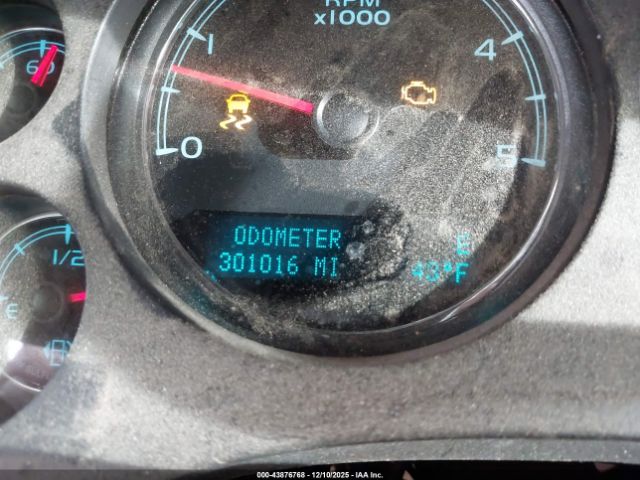 RPM
x1000
1
4
60
0
5
ODOMETER
E
301016 MI
43°F
1/2
E
000-43876768 - 12/10/2025 - IAA Inc.